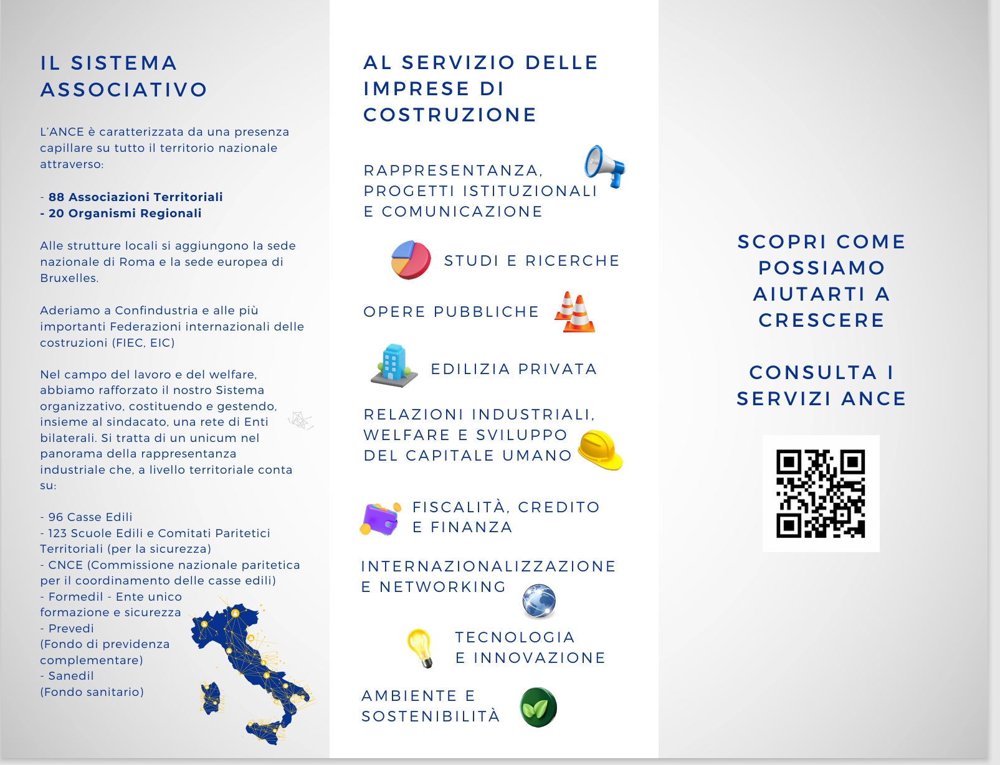 IL SISTEMA
ASSOCIATIVO
L'ANCE è caratterizzata da una presenza
capillare su tutto il territorio nazionale
attraverso:
- 88 Associazioni Territoriali
- 20 Organismi Regionali
Alle strutture locali si aggiungono la sede
nazionale di Roma e la sede europea di
Bruxelles.
Aderiamo a Confindustria e alle più
importanti Federazioni internazionali delle
costruzioni (FIEC, EIC)
Nel campo del lavoro e del welfare,
abbiamo rafforzato il nostro Sistema
organizzativo, costituendo e gestendo,
insieme al sindacato, una rete di Enti
bilaterali. Si tratta di un unicum nel
panorama della rappresentanza
industriale che, a livello territoriale conta
su:
- 96 Casse Edili
- 123 Scuole Edili e Comitati Paritetici
Territoriali (per la sicurezza)
- CNCE (Commissione nazionale paritetica
per il coordinamento delle casse edili)
- Formedil - Ente unico
formazione e sicurezza
- Prevedi
(Fondo di previdenza
complementare)
- Sanedil
(Fondo sanitario)
AL SERVIZIO DELLE
IMPRESE DI
COSTRUZIONE
RAPPRESENTANZA,
PROGETTI ISTITUZIONALI
E COMUNICAZIONE
STUDI E RICERCHE
OPERE PUBBLICHE
EDILIZIA PRIVATA
RELAZIONI INDUSTRIALI,
WELFARE E SVILUPPO
DEL CAPITALE UMANO
FISCALITÀ, CREDITO
E FINANZA
INTERNAZIONALIZZAZIONE
E NETWORKING
TECNOLOGIA
E INNOVAZIONE
AMBIENTE E
SOSTENIBILITÀ
SCOPRI COME
POSSIAMO
AIUTARTI A
CRESCERE
CONSULTA I
SERVIZI ANCE